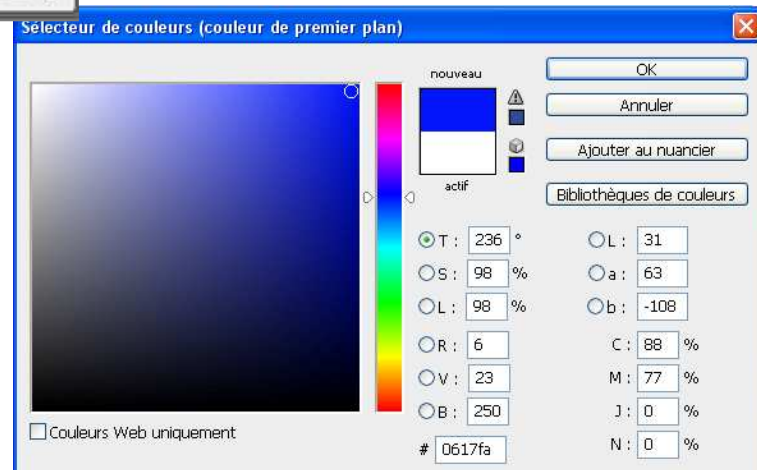 Sélecteur de couleurs (couleur de premier plan)
nouveau
actif
OK
Annuler
Ajouter au nuancier
Bibliothèques de couleurs
T : 236 °
S : 98 %
L : 98 %
R : 6
V : 23
B : 250
# 0617fa
L : 31
a : 63
b : -108
C : 88 %
M : 77 %
J : 0 %
N : 0 %
Couleurs Web uniquement